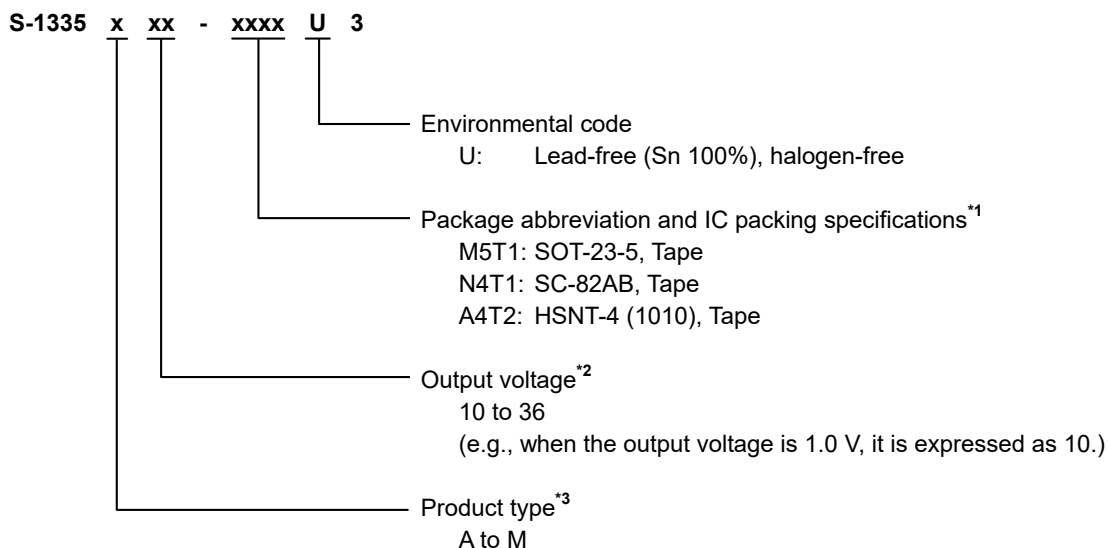 S-1335 x xx - xxxx U 3
Environmental code
U: Lead-free (Sn 100%), halogen-free
Package abbreviation and IC packing specifications*1
M5T1: SOT-23-5, Tape
N4T1: SC-82AB, Tape
A4T2: HSNT-4 (1010), Tape
Output voltage*2
10 to 36
(e.g., when the output voltage is 1.0 V, it is expressed as 10.)
Product type*3
A to M